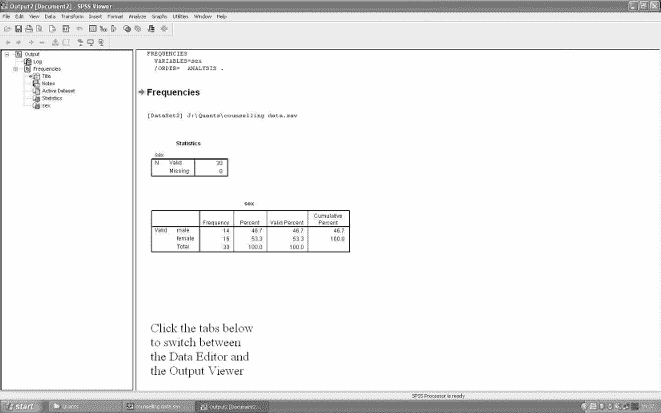 Output2 [Document2] - SPSS Viewer
File Edit View Data Transform Insert Format Analyze Graphs Utilities Window Help
Output
Log
Frequencies
Title
Notes
Active Dataset
Statistics
sex
FREQUENCIES
VARIABLES=sex
/ORDER= ANALYSIS .
Frequencies
[DataSet2] J:\Quants\counselling data.sav
Statistics
sex
N Valid 30
Missing 0
sex
Frequency Percent Valid Percent Cumulative Percent
Valid male 14 46.7 46.7 46.7
female 16 53.3 53.3 100.0
Total 30 100.0 100.0
Click the tabs below
to switch between
the Data Editor and
the Output Viewer
SPSS Processor is ready
start Quants counselling data.sav Output2 [Document2]